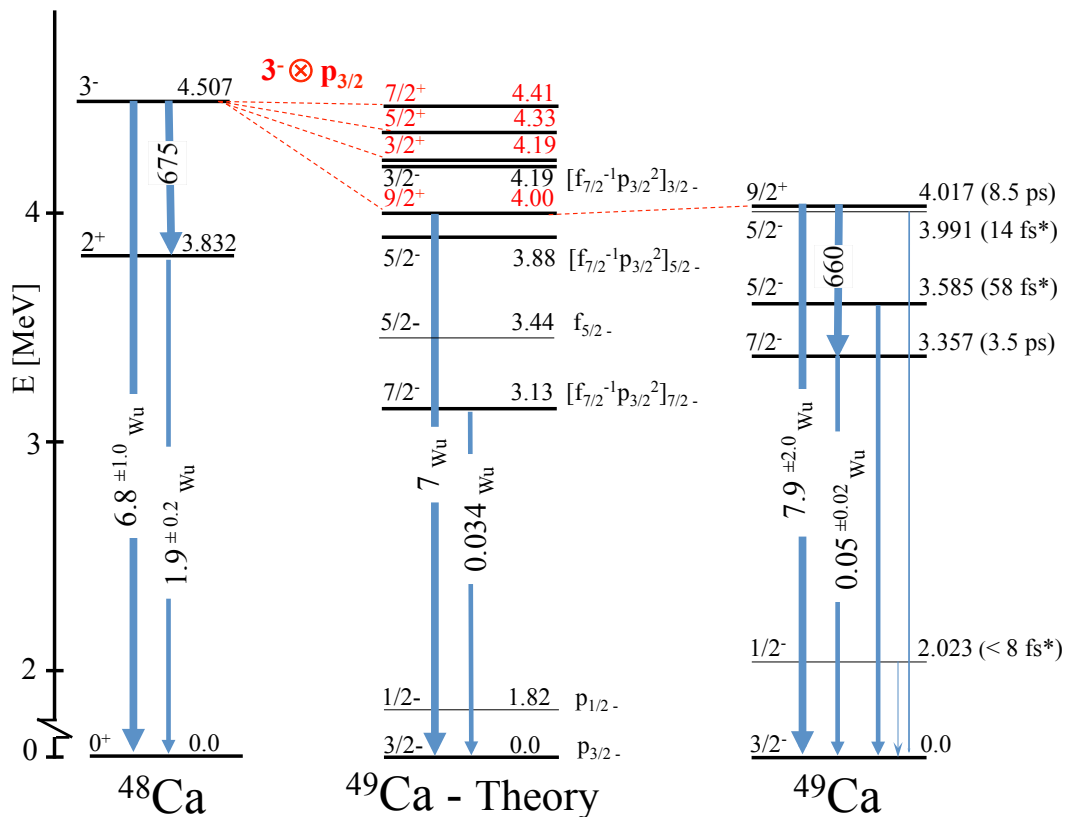 E [MeV]
4
3
2
0
3⁻ 4.507
675
2⁺ 3.832
6.8 ±1.0 Wu
1.9 ± 0.2 Wu
0⁺ 0.0
⁴⁸Ca
3⁻ ⊗ p3/2
7/2⁺ 4.41
5/2⁺ 4.33
3/2⁺ 4.19
3/2⁻ 4.19 [f7/2⁻¹p3/2²]3/2 -
9/2⁺ 4.00
5/2⁻ 3.88 [f7/2⁻¹p3/2²]5/2 -
5/2- 3.44 f5/2 -
7/2⁻ 3.13 [f7/2⁻¹p3/2²]7/2 -
7 Wu
0.034 Wu
1/2- 1.82 p1/2 -
3/2- 0.0 p3/2 -
⁴⁹Ca - Theory
9/2⁺ 4.017 (8.5 ps)
5/2⁻ 3.991 (14 fs*)
660
5/2⁻ 3.585 (58 fs*)
7/2⁻ 3.357 (3.5 ps)
7.9 ±2.0 Wu
0.05 ±0.02 Wu
1/2⁻ 2.023 (< 8 fs*)
3/2⁻ 0.0
⁴⁹Ca